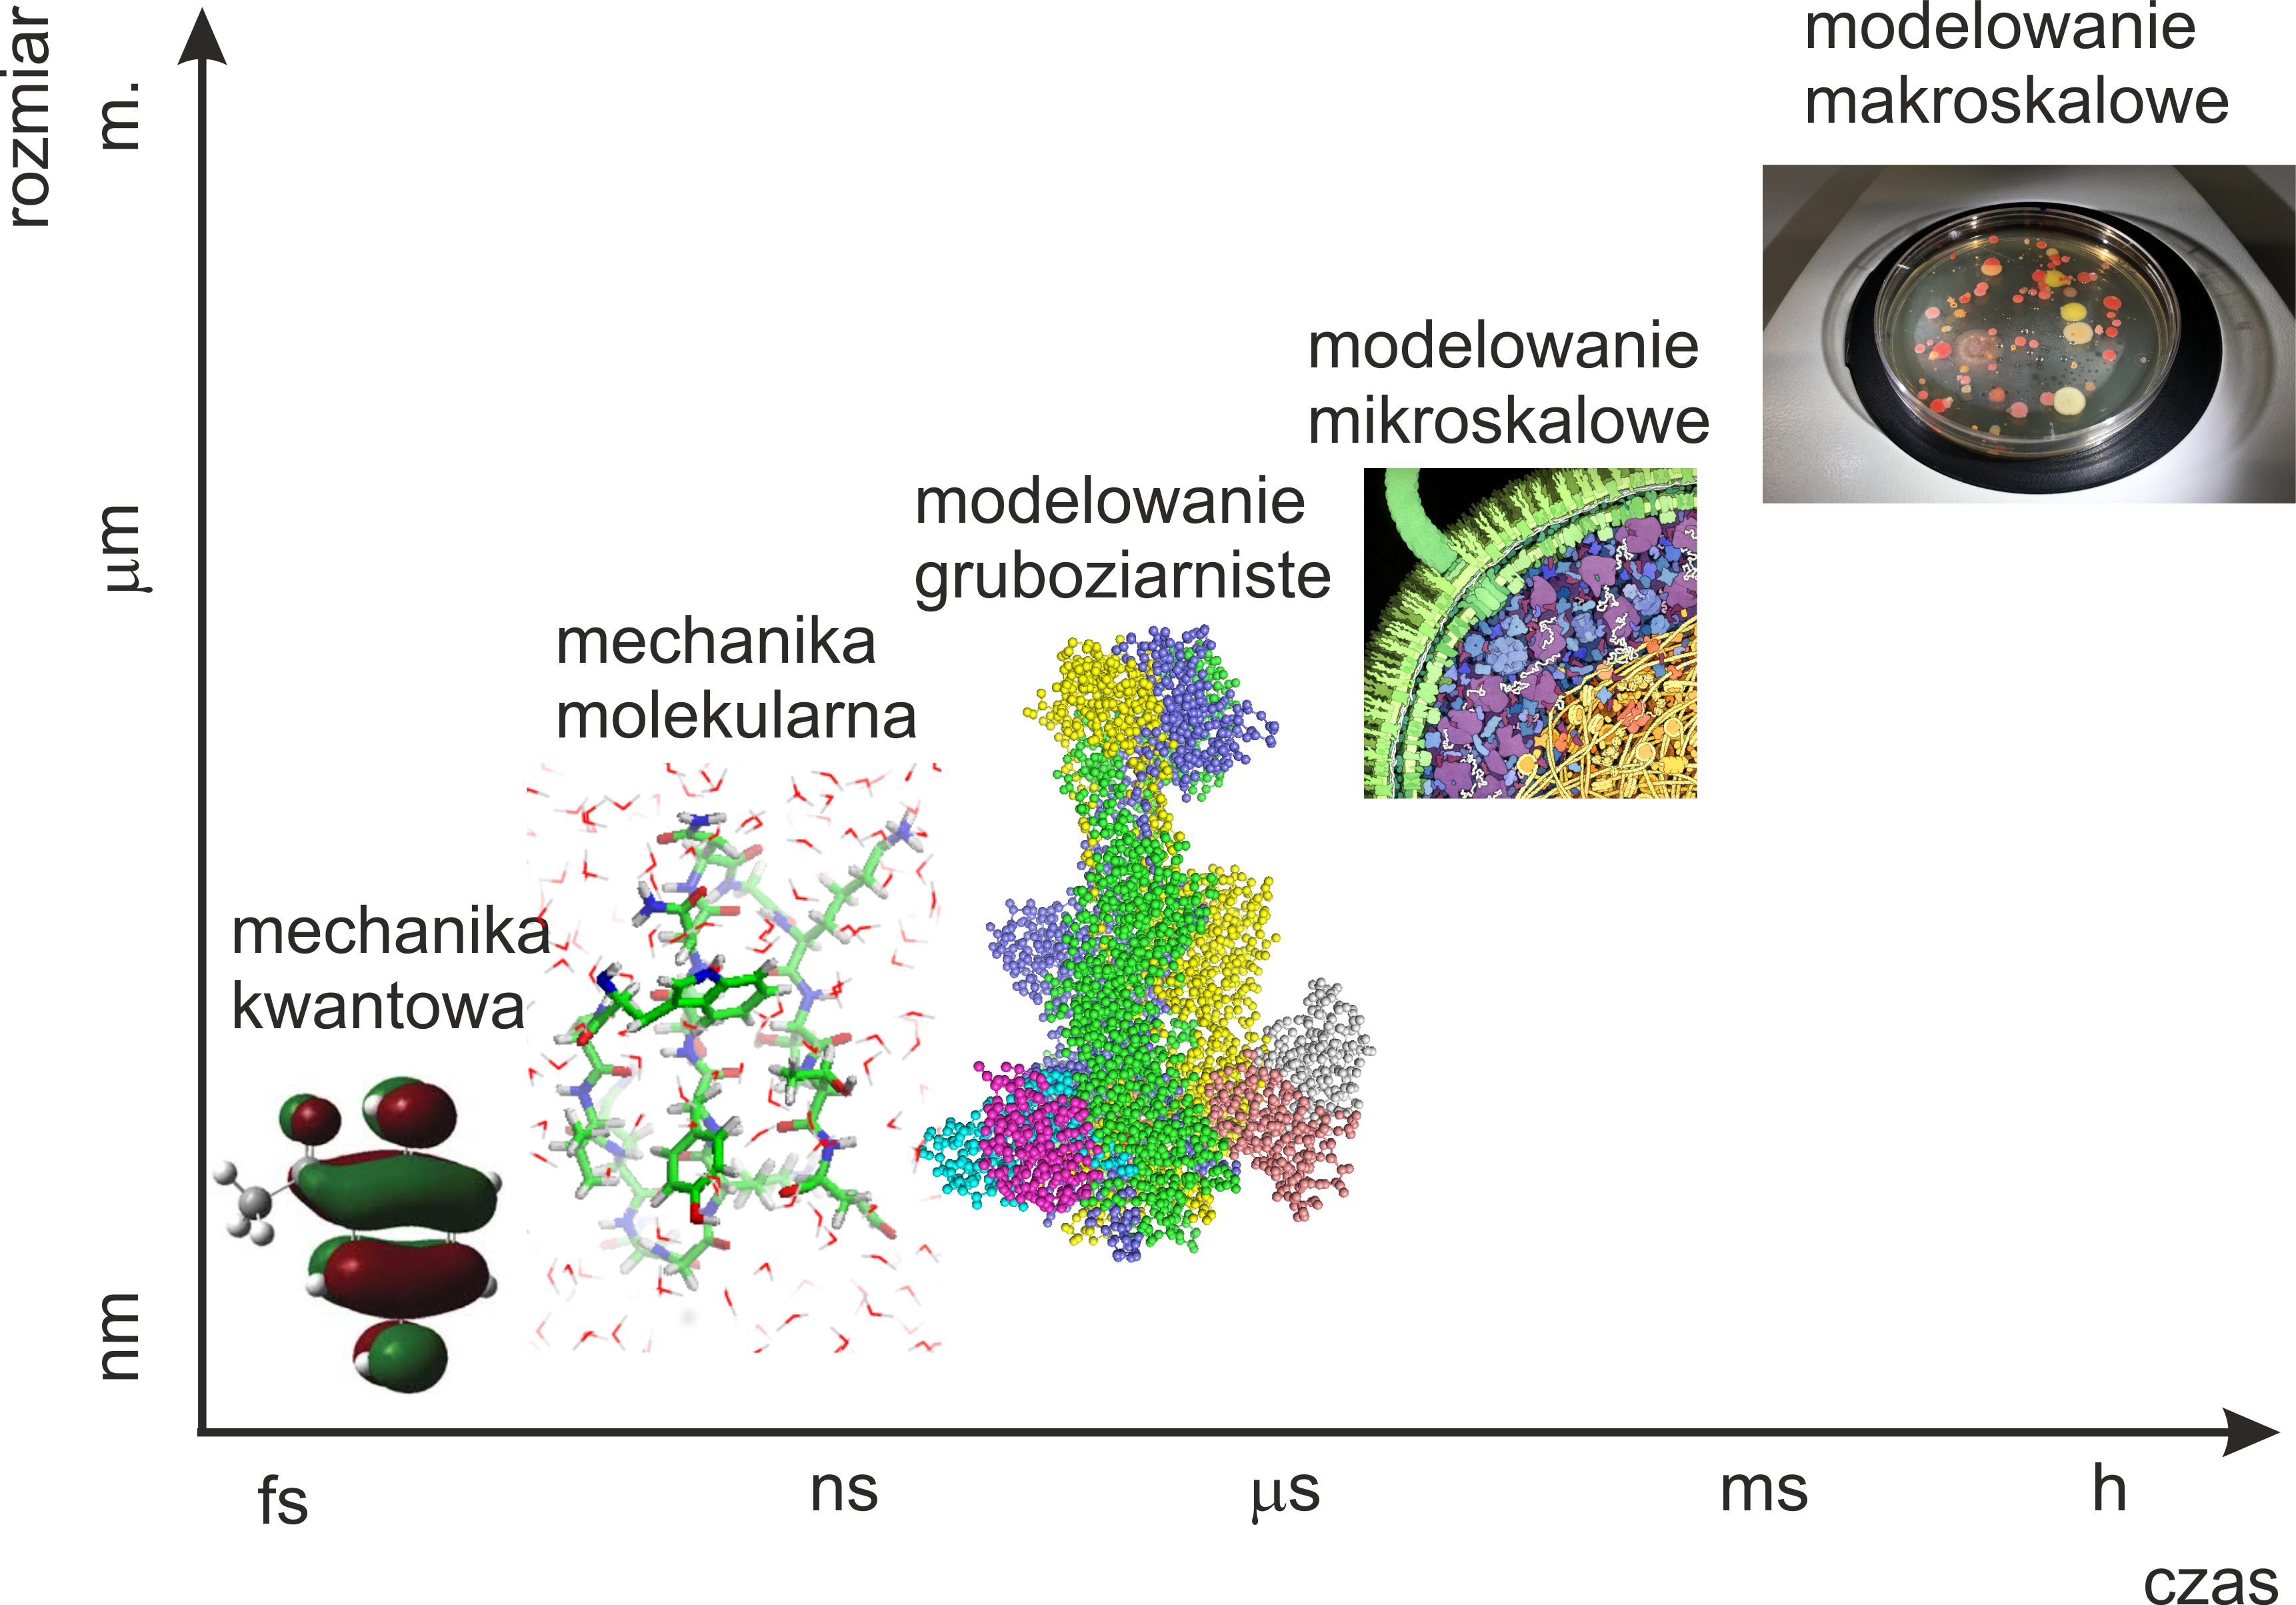 rozmiar
m.
μm
nm
modelowanie
makroskalowe
modelowanie
mikroskalowe
modelowanie
gruboziarniste
mechanika
molekularna
mechanika
kwantowa
fs
ns
μs
ms
h
czas